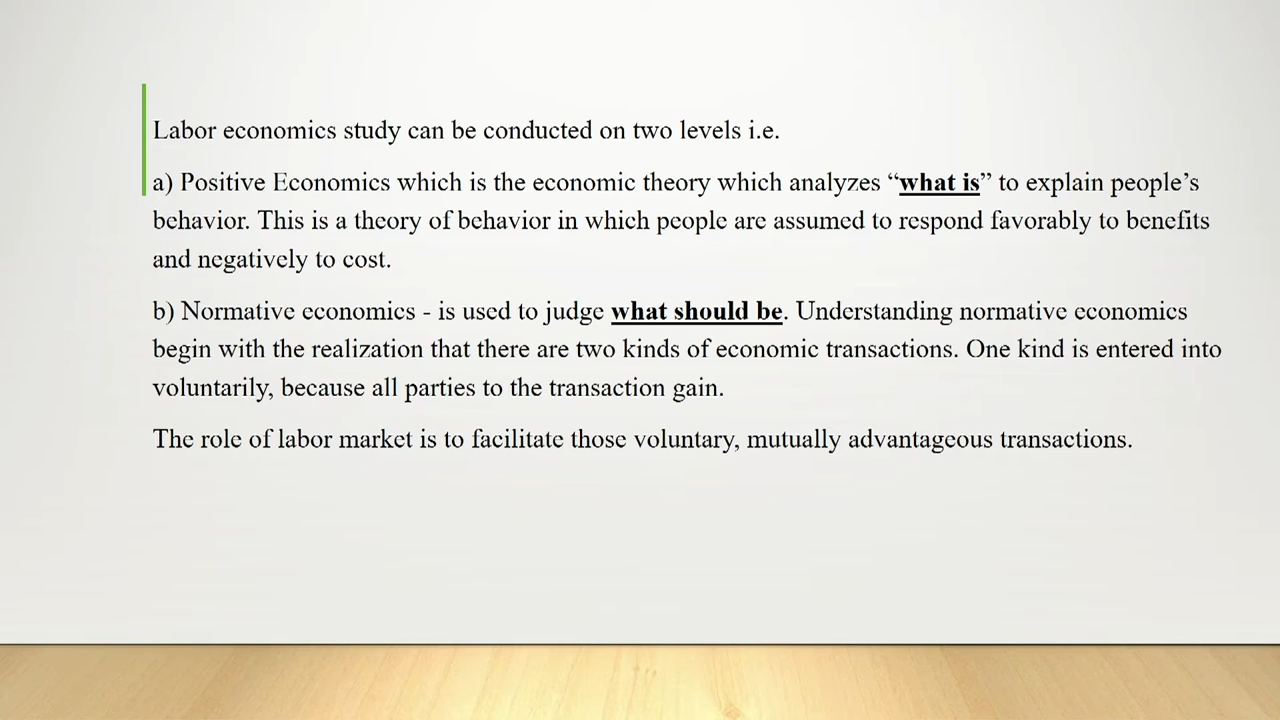 Labor economics study can be conducted on two levels i.e.
a) Positive Economics which is the economic theory which analyzes “what is” to explain people’s
behavior. This is a theory of behavior in which people are assumed to respond favorably to benefits
and negatively to cost.
b) Normative economics - is used to judge what should be. Understanding normative economics
begin with the realization that there are two kinds of economic transactions. One kind is entered into
voluntarily, because all parties to the transaction gain.
The role of labor market is to facilitate those voluntary, mutually advantageous transactions.